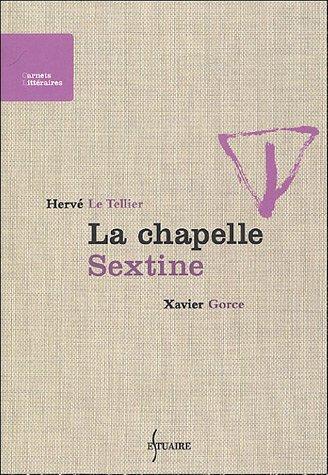 Carnets
Littéraires
Hervé Le Tellier
La chapelle
Sextine
Xavier Gorce
ESTUAIRE